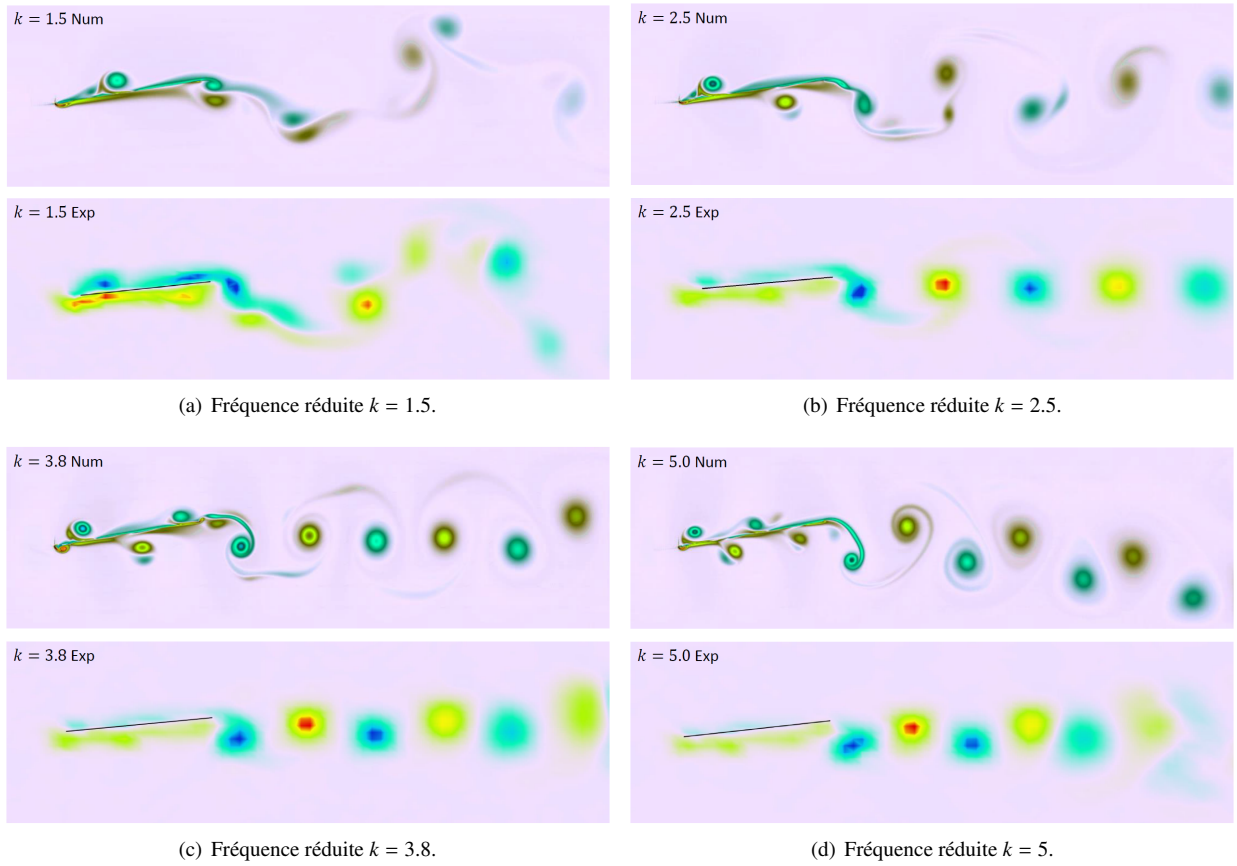 k = 1.5 Num
k = 2.5 Num
k = 1.5 Exp
k = 2.5 Exp
(a) Fréquence réduite k = 1.5.
(b) Fréquence réduite k = 2.5.
k = 3.8 Num
k = 5.0 Num
k = 3.8 Exp
k = 5.0 Exp
(c) Fréquence réduite k = 3.8.
(d) Fréquence réduite k = 5.